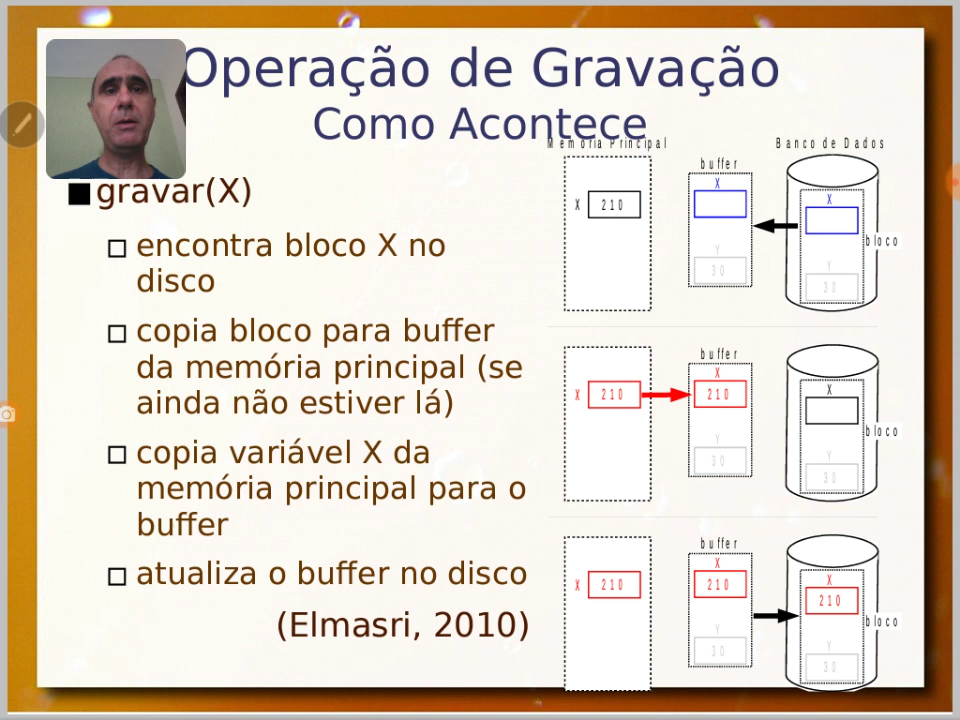 Operação de Gravação
Como Acontece
gravar(X)
encontra bloco X no
disco
copia bloco para buffer
da memória principal (se
ainda não estiver lá)
copia variável X da
memória principal para o
buffer
atualiza o buffer no disco
(Elmasri, 2010)
Memória Principal
Banco de Dados
buffer
X
X
X 210
bloco
Y
Y
30
30
buffer
X
X
X 210
210
bloco
Y
Y
30
30
buffer
X
X
X 210
210
210
bloco
Y
Y
30
30